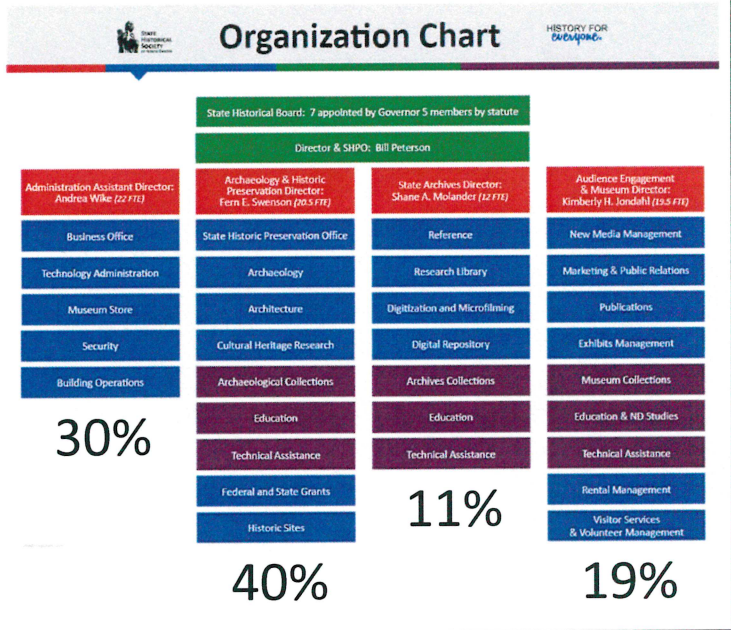 STATE
HISTORICAL
SOCIETY
Organization Chart
HISTORY FOR
everyone.
State Historical Board: 7 appointed by Governor 5 members by statute
Director & SHPO: Bill Peterson
Administration Assistant Director:
Andrea Wike (22 FTE)
Business Office
Technology Administration
Museum Store
Security
Building Operations
30%
Archaeology & Historic
Preservation Director:
Fern E. Swenson (20.5 FTE)
State Historic Preservation Office
Archaeology
Architecture
Cultural Heritage Research
Archaeological Collections
Education
Technical Assistance
Federal and State Grants
Historic Sites
40%
State Archives Director:
Shane A. Molander (12 FTE)
Reference
Research Library
Digitization and Microfilming
Digital Repository
Archives Collections
Education
Technical Assistance
11%
Audience Engagement
& Museum Director:
Kimberly H. Jondahl (19.5 FTE)
New Media Management
Marketing & Public Relations
Publications
Exhibits Management
Museum Collections
Education & ND Studies
Technical Assistance
Rental Management
Visitor Services
& Volunteer Management
19%